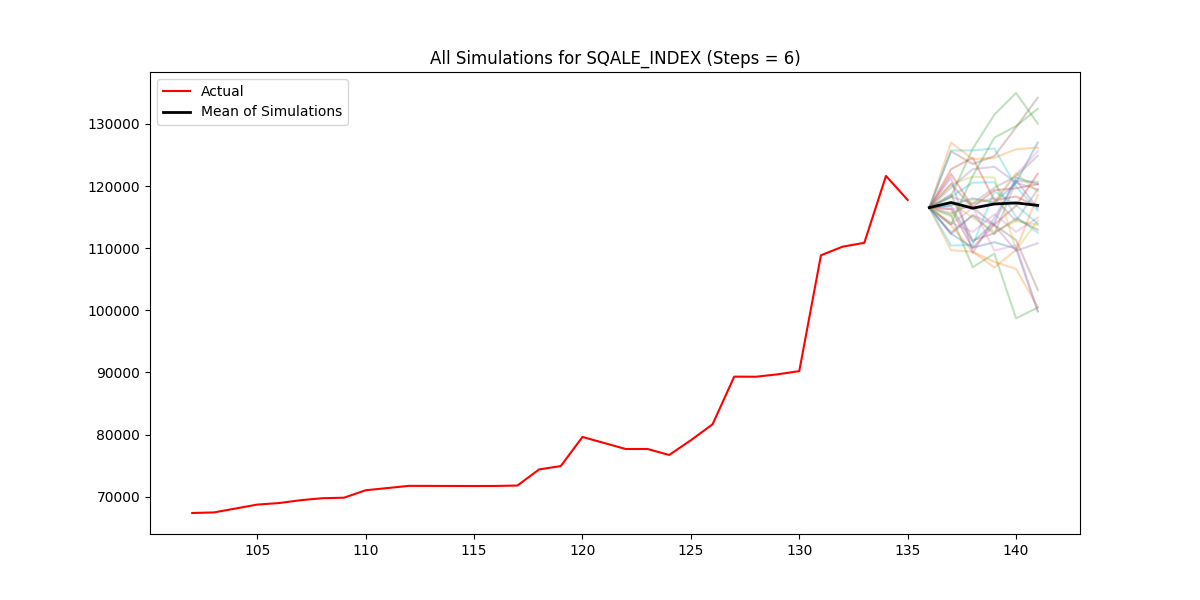 All Simulations for SQALE_INDEX (Steps = 6)
Actual
Mean of Simulations
130000
120000
110000
100000
90000
80000
70000
105 110 115 120 125 130 135 140